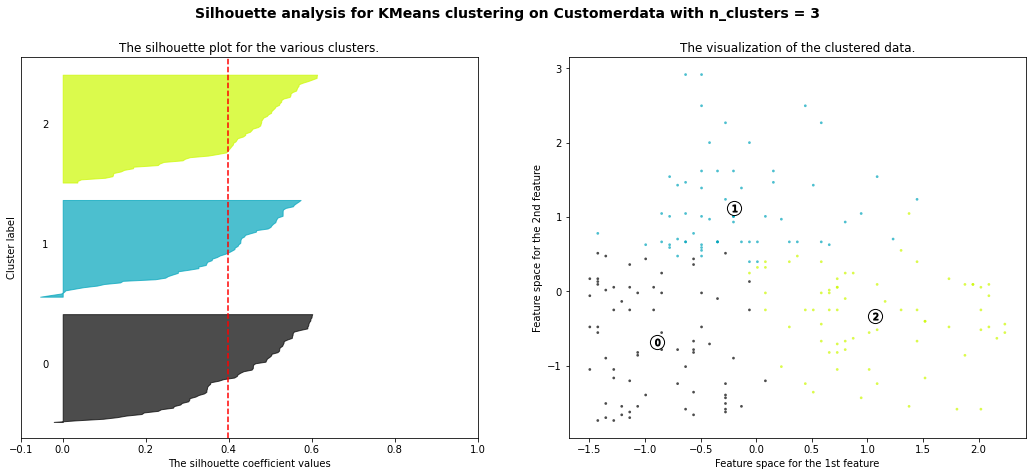 Silhouette analysis for KMeans clustering on Customerdata with n_clusters = 3
The silhouette plot for the various clusters.
Cluster label
2
1
0
-0.1 0.0 0.2 0.4 0.6 0.8 1.0
The silhouette coefficient values
The visualization of the clustered data.
Feature space for the 2nd feature
3
2
1
0
−1
1
2
0
−1.5 −1.0 −0.5 0.0 0.5 1.0 1.5 2.0
Feature space for the 1st feature